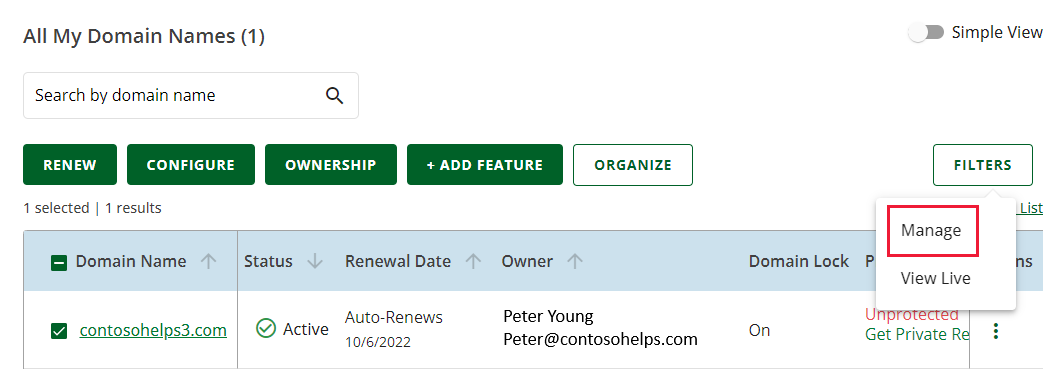 All My Domain Names (1)
Simple View
Search by domain name
RENEW CONFIGURE OWNERSHIP + ADD FEATURE ORGANIZE FILTERS
1 selected | 1 results
List
Manage
View Live
Domain Name Status Renewal Date Owner Domain Lock
contosohelps3.com
Active
Auto-Renews
10/6/2022
Peter Young
Peter@contosohelps.com
On
Unprotected
Get Private Re